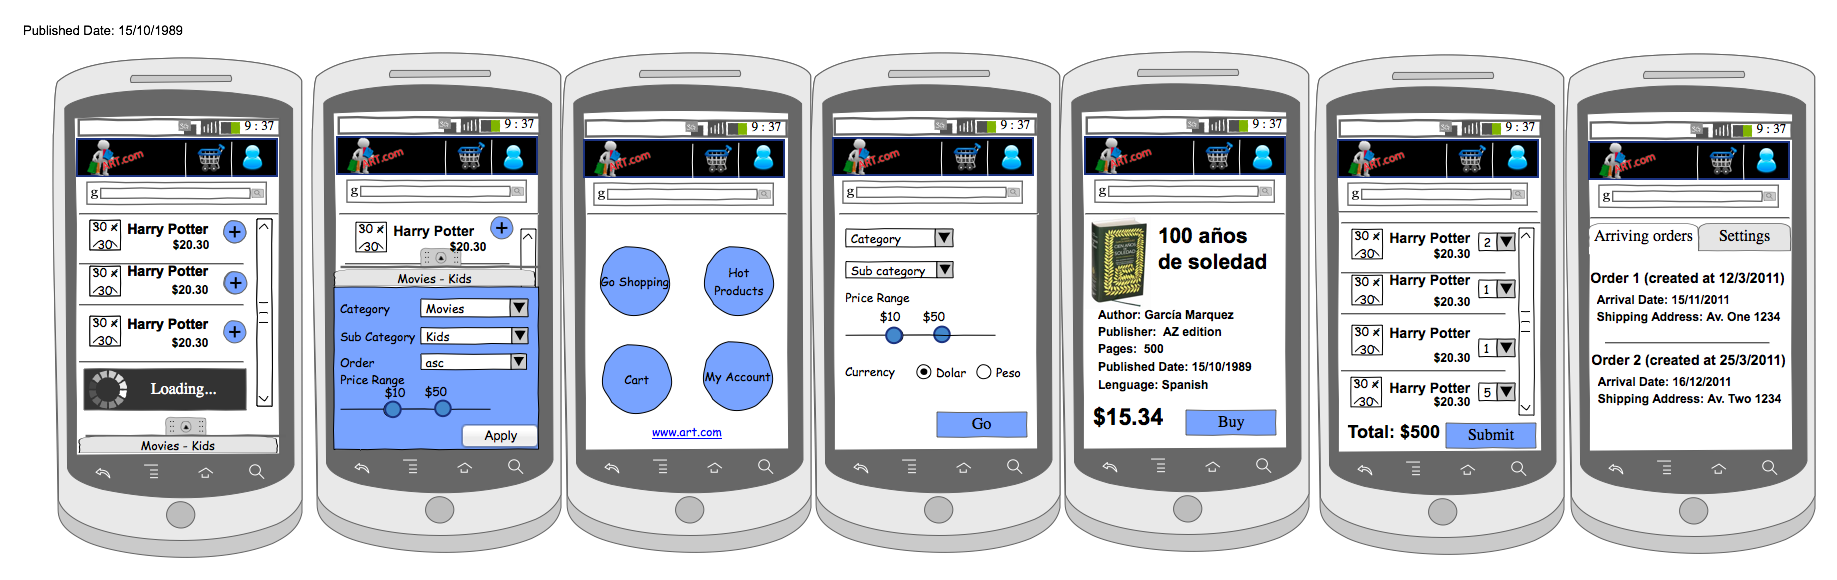 Published Date: 15/10/1989
9 : 37
ART.com
g
30 x
30
Harry Potter
$20.30
+
30 x
30
Harry Potter
$20.30
+
30 x
30
Harry Potter
$20.30
+
Loading...
Movies - Kids
9 : 37
ART.com
g
30 x
30
Harry Potter
$20.30
+
Movies - Kids
Category Movies
Sub Category Kids
Order asc
Price Range
$10 $50
Apply
9 : 37
ART.com
g
Go Shopping
Hot
Products
Cart
My Account
www.art.com
9 : 37
ART.com
g
Category
Sub category
Price Range
$10 $50
Currency Dolar Peso
Go
9 : 37
ART.com
g
CIEN AÑOS
DE
SOLEDAD
100 años
de soledad
Author: García Marquez
Publisher: AZ edition
Pages: 500
Published Date: 15/10/1989
Lenguage: Spanish
$15.34
Buy
9 : 37
ART.com
g
30 x
30
Harry Potter
$20.30
2
30 x
30
Harry Potter
$20.30
1
30 x
30
Harry Potter
$20.30
1
30 x
30
Harry Potter
$20.30
5
Total: $500
Submit
9 : 37
ART.com
g
Arriving orders
Settings
Order 1 (created at 12/3/2011)
Arrival Date: 15/11/2011
Shipping Address: Av. One 1234
Order 2 (created at 25/3/2011)
Arrival Date: 16/12/2011
Shipping Address: Av. Two 1234